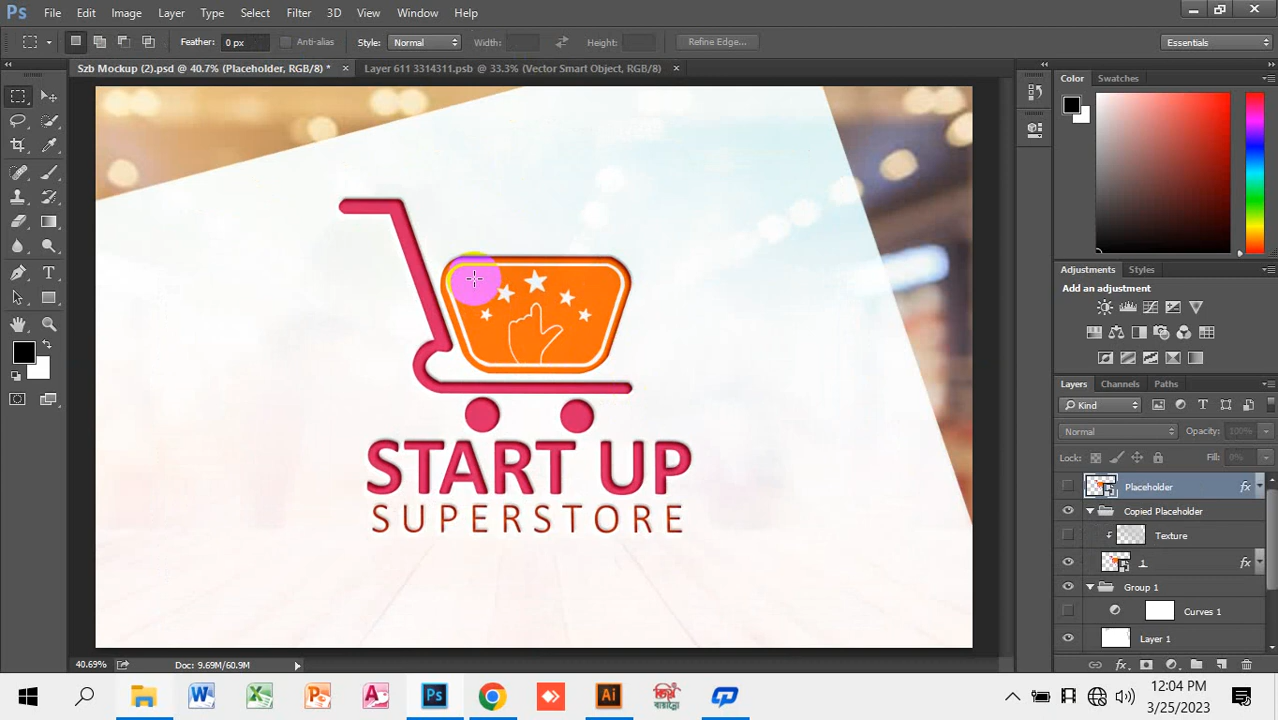 Ps File Edit Image Layer Type Select Filter 3D View Window Help
Feather: 0 px Anti-alias Style: Normal Width: Height: Refine Edge... Essentials
Szb Mockup (2).psd @ 40.7% (Placeholder, RGB/8) * × Layer 611 3314311.psb @ 33.3% (Vector Smart Object, RGB/8) ×
Color Swatches
Adjustments Styles
Add an adjustment
Layers Channels Paths
Kind
Normal Opacity: 100%
Lock: Fill: 0%
Placeholder fx
Copied Placeholder
Texture
fx
Group 1
Curves 1
Layer 1
START UP
SUPERSTORE
40.69% Doc: 9.69M/60.9M
12:04 PM
3/25/2023